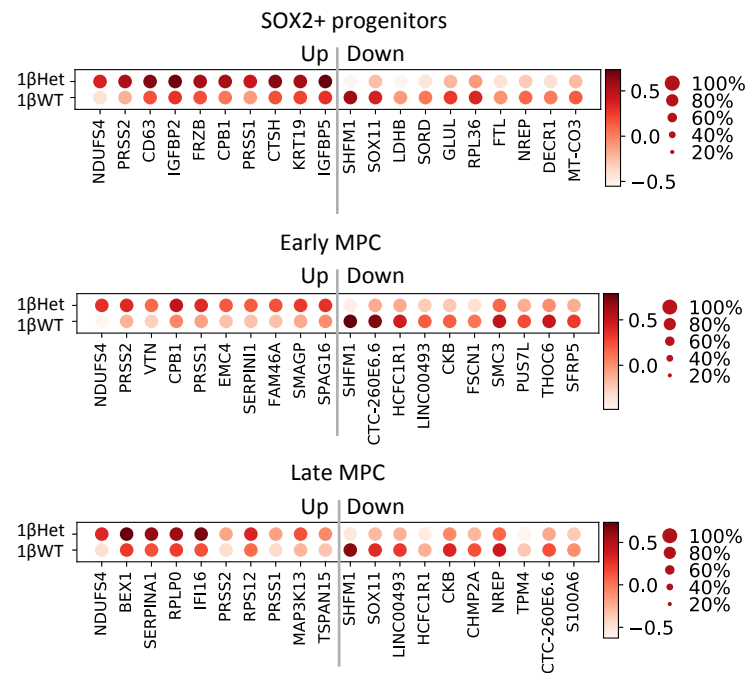 SOX2+ progenitors
Up Down
1βHet
1βWT
NDUFS4 PRSS2 CD63 IGFBP2 FRZB CPB1 PRSS1 CTSH KRT19 IGFBP5 SHFM1 SOX11 LDHB SORD GLUL RPL36 FTL NREP DECR1 MT-CO3
0.5
0.0
−0.5
100%
80%
60%
40%
20%
Early MPC
Up Down
1βHet
1βWT
NDUFS4 PRSS2 VTN CPB1 PRSS1 EMC4 SERPINI1 FAM46A SMAGP SPAG16 SHFM1 CTC-260E6.6 HCFC1R1 LINC00493 CKB FSCN1 SMC3 PUS7L THOC6 SFRP5
0.5
0.0
100%
80%
60%
40%
20%
Late MPC
Up Down
1βHet
1βWT
NDUFS4 BEX1 SERPINA1 RPLP0 IFI16 PRSS2 RPS12 PRSS1 MAP3K13 TSPAN15 SHFM1 SOX11 LINC00493 HCFC1R1 CKB CHMP2A NREP TPM4 CTC-260E6.6 S100A6
0.5
0.0
−0.5
100%
80%
60%
40%
20%